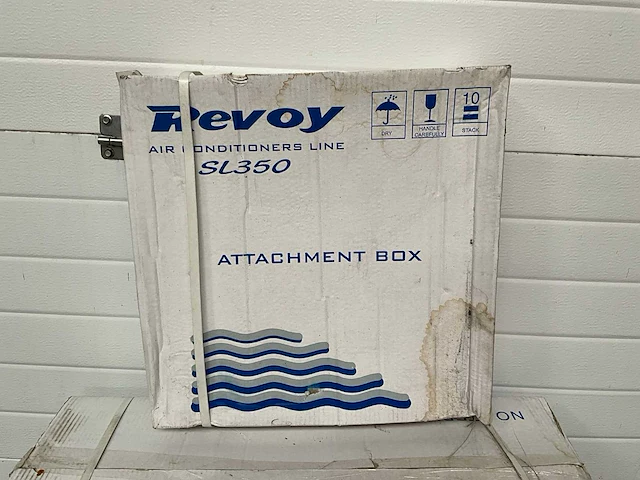 Revoy
AIR CONDITIONERS LINE
SL350
DRY
HANDLE
CAREFULLY
10
STACK
ATTACHMENT BOX
ON